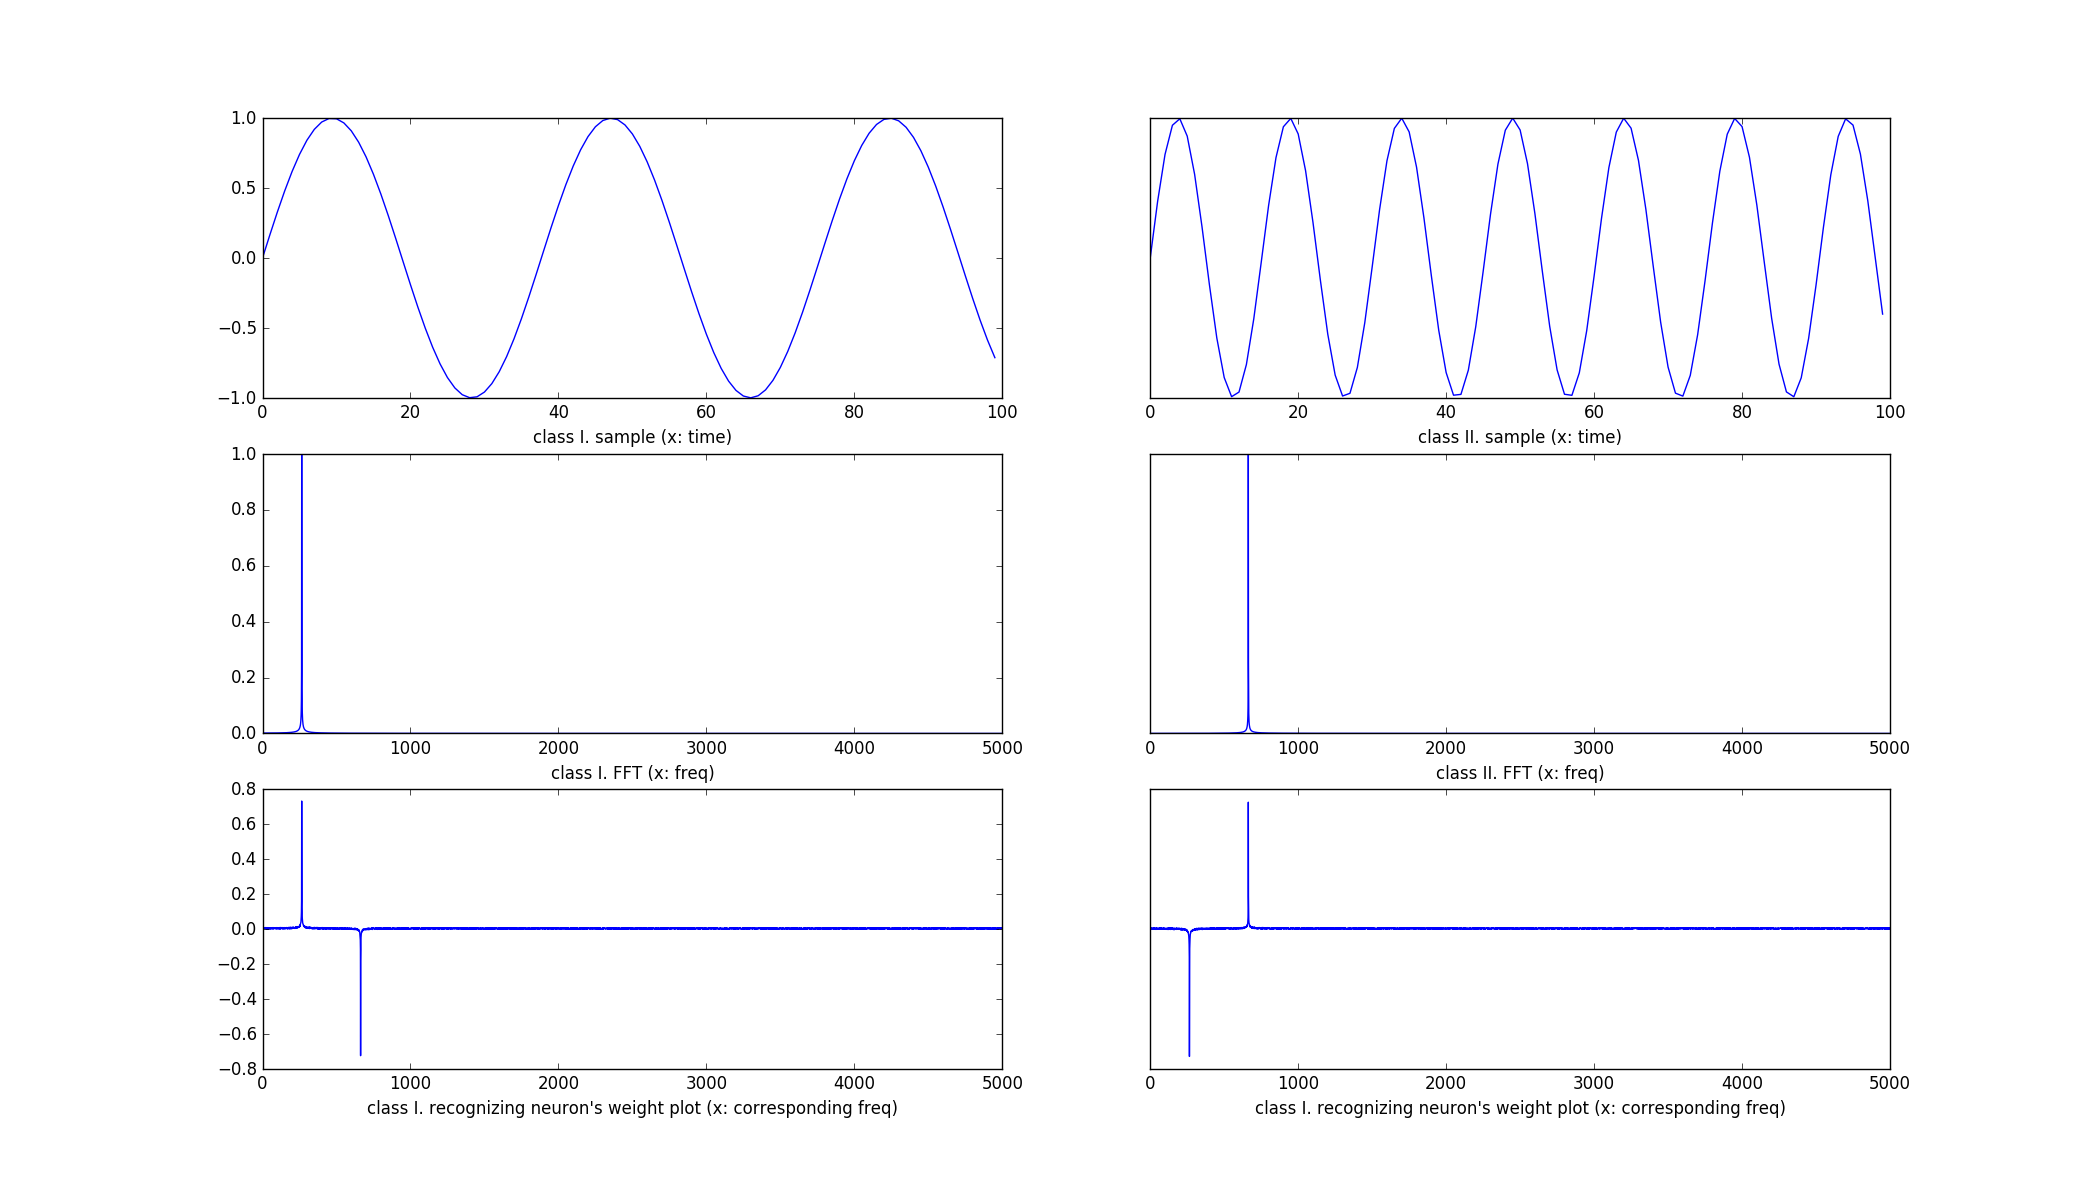 1.0
0.5
0.0
−0.5
−1.0
0 20 40 60 80 100
class I. sample (x: time)
0 20 40 60 80 100
class II. sample (x: time)
1.0
0.8
0.6
0.4
0.2
0.0
0 1000 2000 3000 4000 5000
class I. FFT (x: freq)
0 1000 2000 3000 4000 5000
class II. FFT (x: freq)
0.8
0.6
0.4
0.2
0.0
−0.2
−0.4
−0.6
−0.8
0 1000 2000 3000 4000 5000
class I. recognizing neuron's weight plot (x: corresponding freq)
0 1000 2000 3000 4000 5000
class I. recognizing neuron's weight plot (x: corresponding freq)